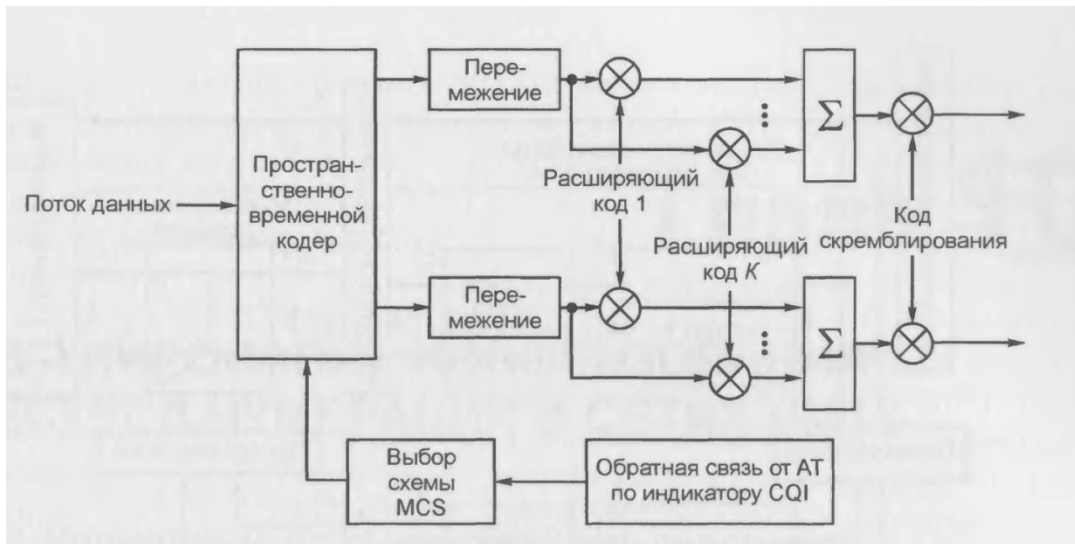 Пере-
межение
Σ
Простран-
ственно-
временной
кодер
Поток данных
Расширяющий
код 1
Расширяющий
код K
Код
скремблирования
Пере-
межение
Σ
Выбор
схемы
MCS
Обратная связь от АТ
по индикатору CQI